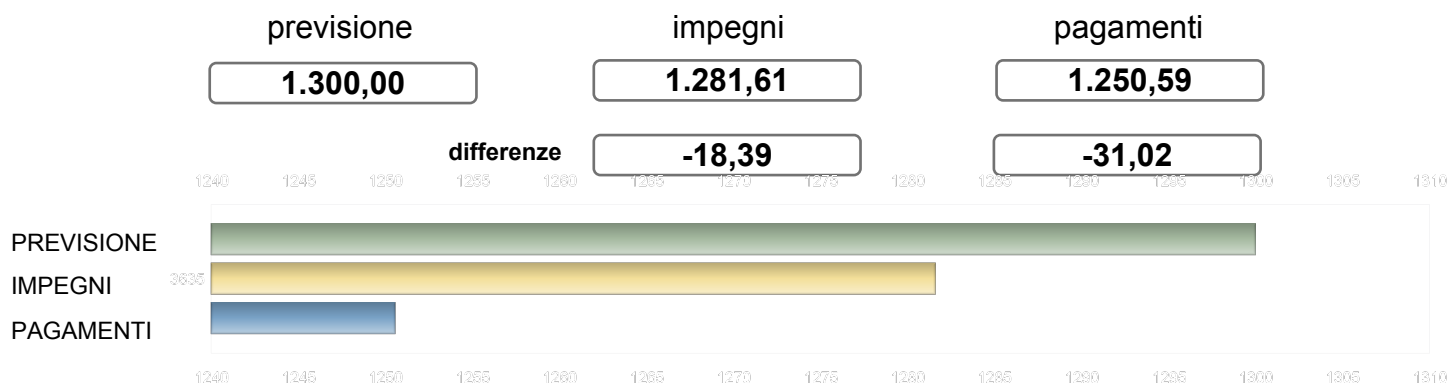 previsione impegni pagamenti
1.300,00 1.281,61 1.250,59
differenze -18,39 -31,02
1240 1245 1250 1255 1260 1265 1270 1275 1280 1285 1290 1295 1300 1305 1310
PREVISIONE
3635
IMPEGNI
PAGAMENTI
1240 1245 1250 1255 1260 1265 1270 1275 1280 1285 1290 1295 1300 1305 1310